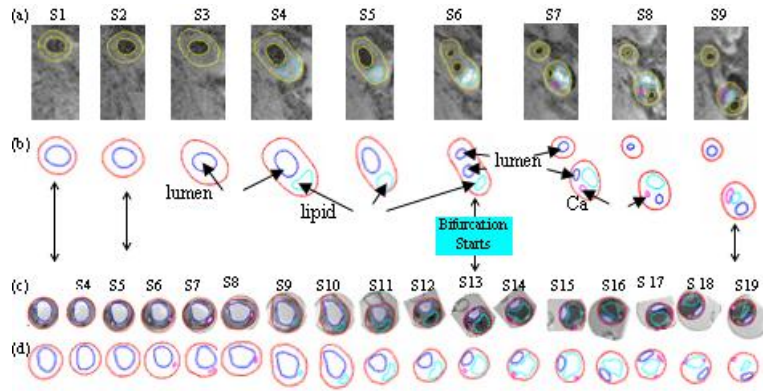 S1 S2 S3 S4 S5 S6 S7 S8 S9
(a)
(b)
lumen
lumen
lipid
Ca
Bifurcation
Starts
S4 S5 S6 S7 S8 S9 S10 S11 S12 S13 S14 S15 S16 S 17 S 18 S19
(c)
(d)